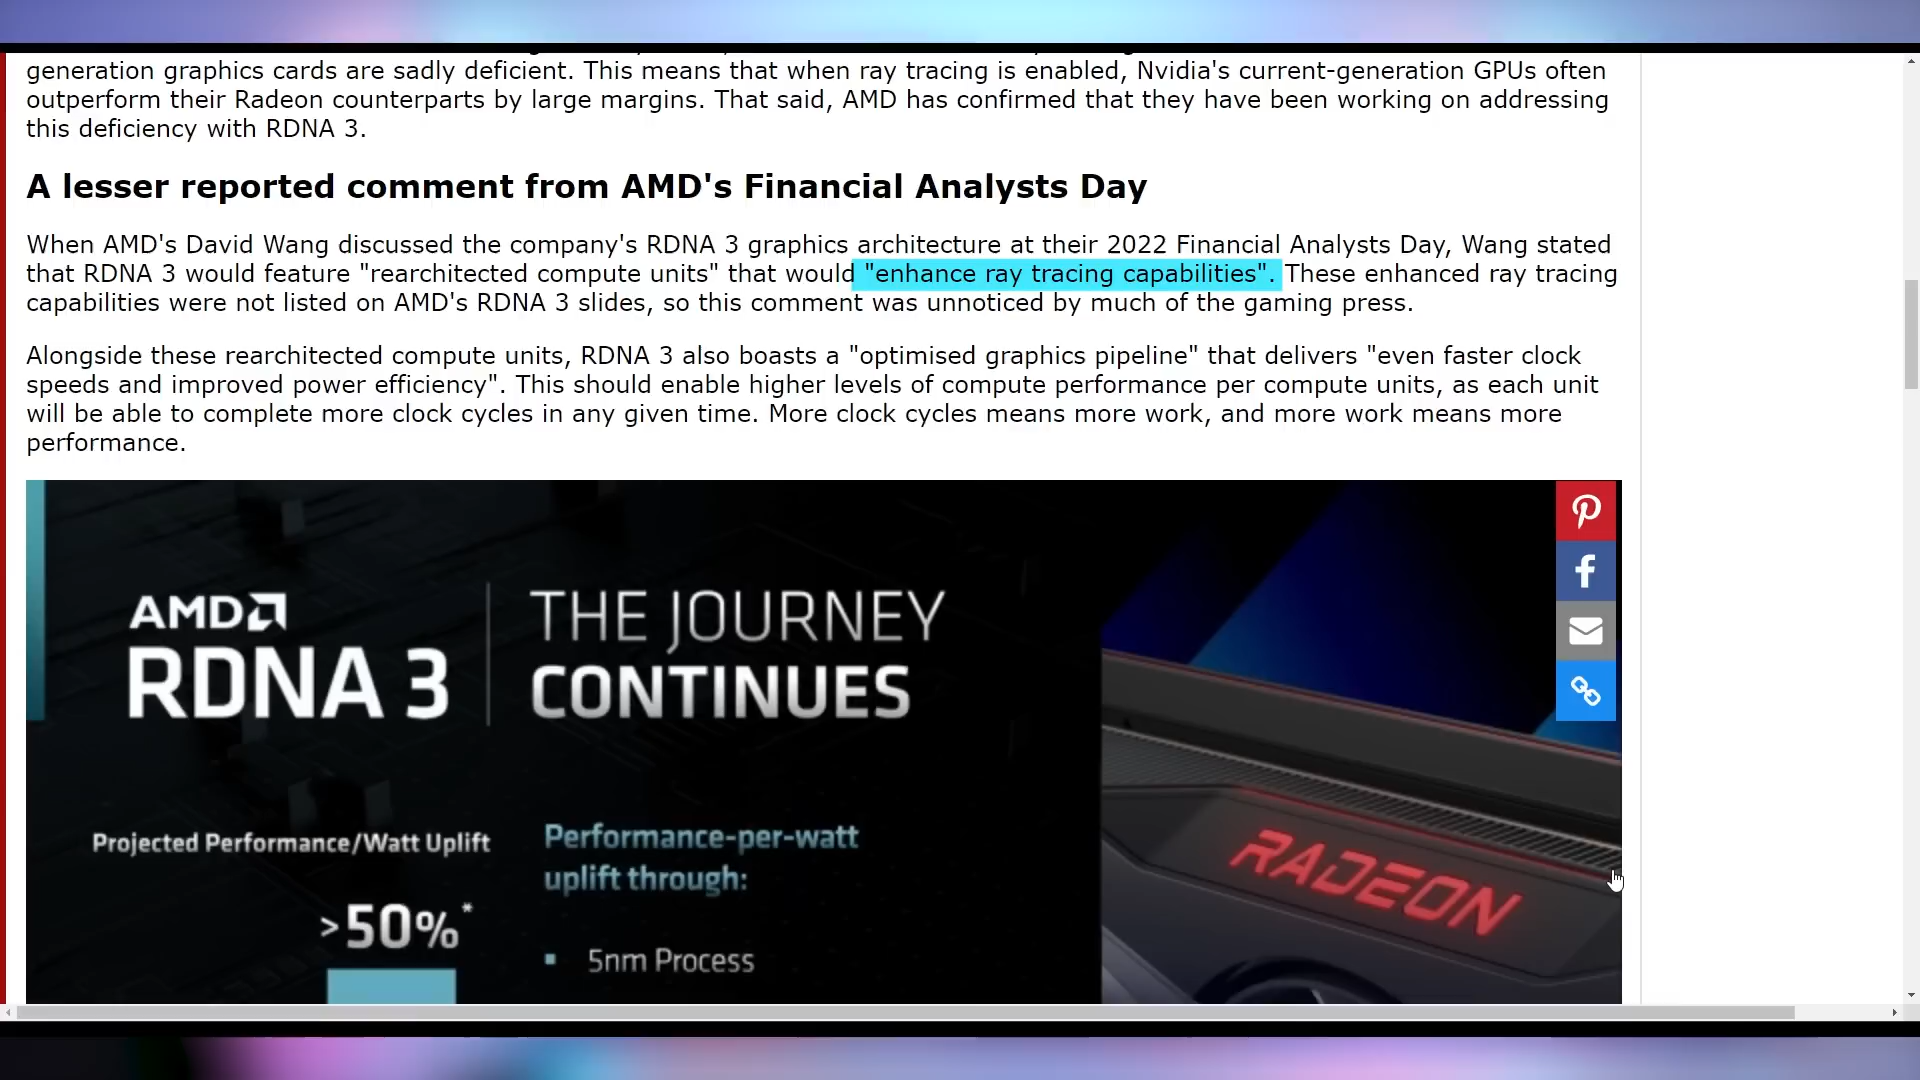 generation graphics cards are sadly deficient. This means that when ray tracing is enabled, Nvidia's current-generation GPUs often
outperform their Radeon counterparts by large margins. That said, AMD has confirmed that they have been working on addressing
this deficiency with RDNA 3.
A lesser reported comment from AMD's Financial Analysts Day
When AMD's David Wang discussed the company's RDNA 3 graphics architecture at their 2022 Financial Analysts Day, Wang stated
that RDNA 3 would feature "rearchitected compute units" that would "enhance ray tracing capabilities". These enhanced ray tracing
capabilities were not listed on AMD's RDNA 3 slides, so this comment was unnoticed by much of the gaming press.
Alongside these rearchitected compute units, RDNA 3 also boasts a "optimised graphics pipeline" that delivers "even faster clock
speeds and improved power efficiency". This should enable higher levels of compute performance per compute units, as each unit
will be able to complete more clock cycles in any given time. More clock cycles means more work, and more work means more
performance.
AMD
RDNA 3
THE JOURNEY
CONTINUES
Projected Performance/Watt Uplift
>50%*
Performance-per-watt
uplift through:
▪ 5nm Process
RADEON